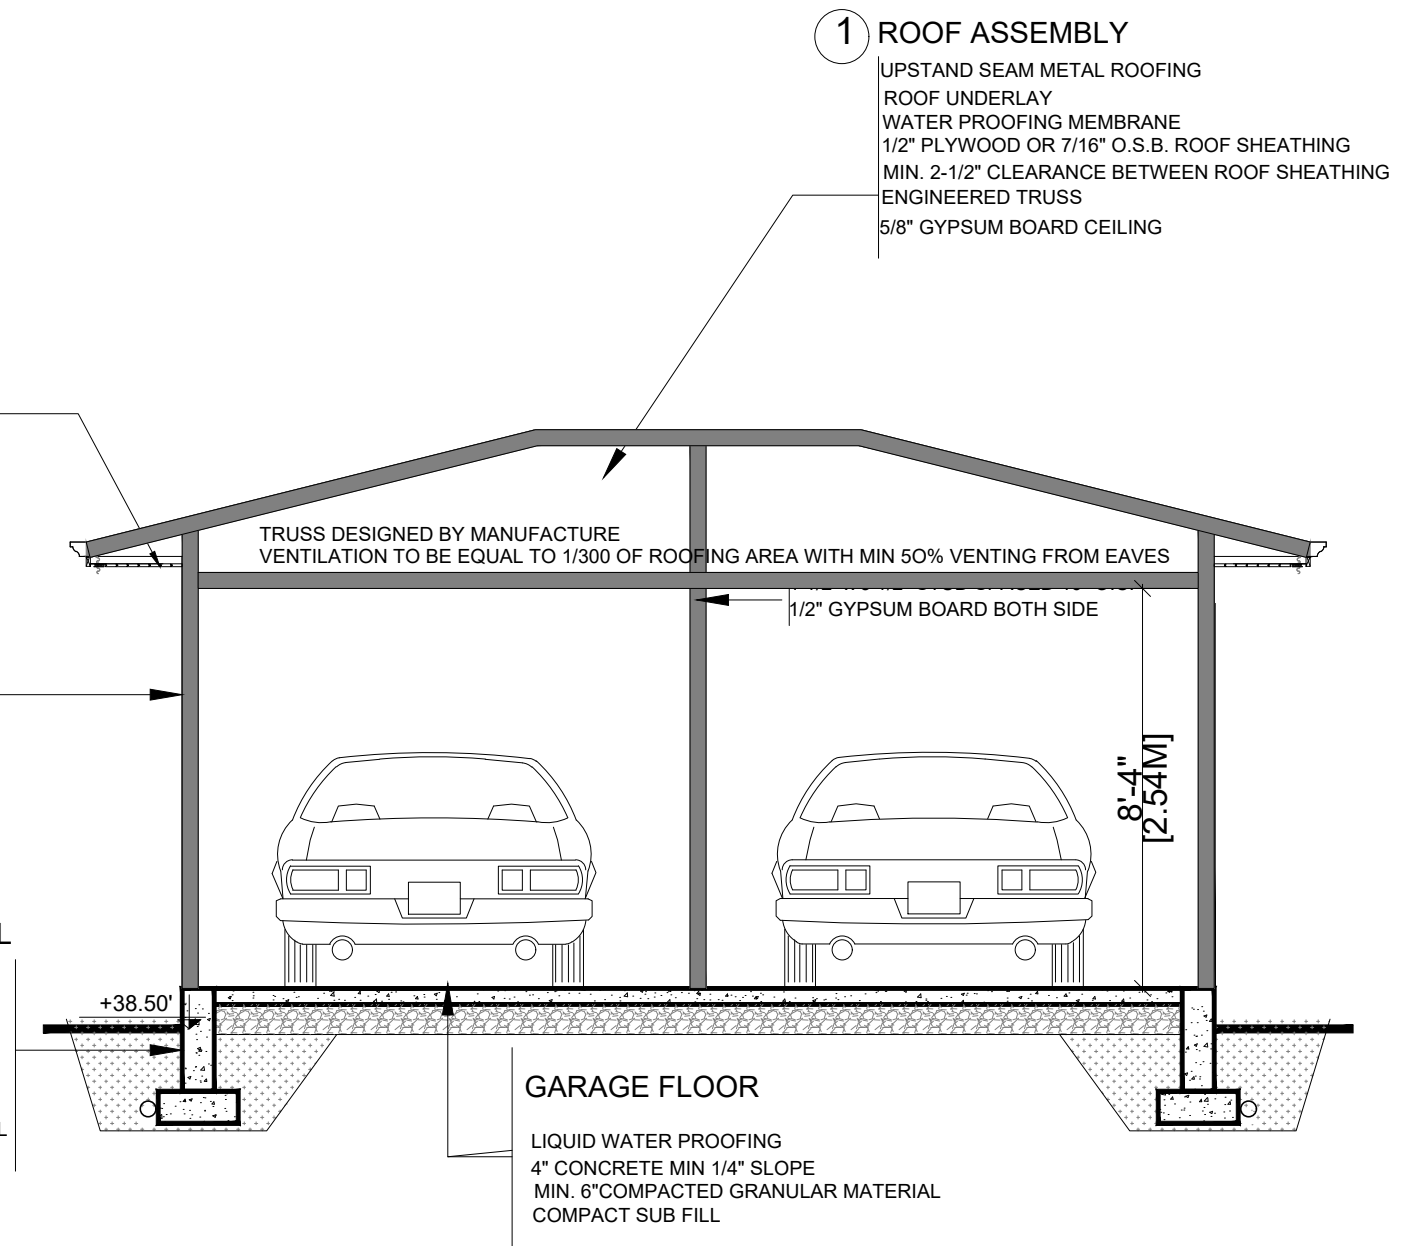 1 ROOF ASSEMBLY
UPSTAND SEAM METAL ROOFING
ROOF UNDERLAY
WATER PROOFING MEMBRANE
1/2" PLYWOOD OR 7/16" O.S.B. ROOF SHEATHING
MIN. 2-1/2" CLEARANCE BETWEEN ROOF SHEATHING
ENGINEERED TRUSS
5/8" GYPSUM BOARD CEILING
TRUSS DESIGNED BY MANUFACTURE
VENTILATION TO BE EQUAL TO 1/300 OF ROOFING AREA WITH MIN 50% VENTING FROM EAVES
1/2" GYPSUM BOARD BOTH SIDE
8'-4"
[2.54M]
L
+38.50'
L
GARAGE FLOOR
LIQUID WATER PROOFING
4" CONCRETE MIN 1/4" SLOPE
MIN. 6"COMPACTED GRANULAR MATERIAL
COMPACT SUB FILL